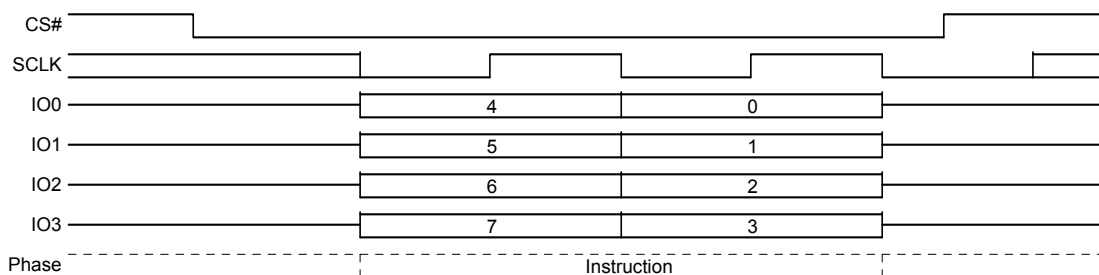 CS#
SCLK
IO0 4 0
IO1 5 1
IO2 6 2
IO3 7 3
Phase Instruction